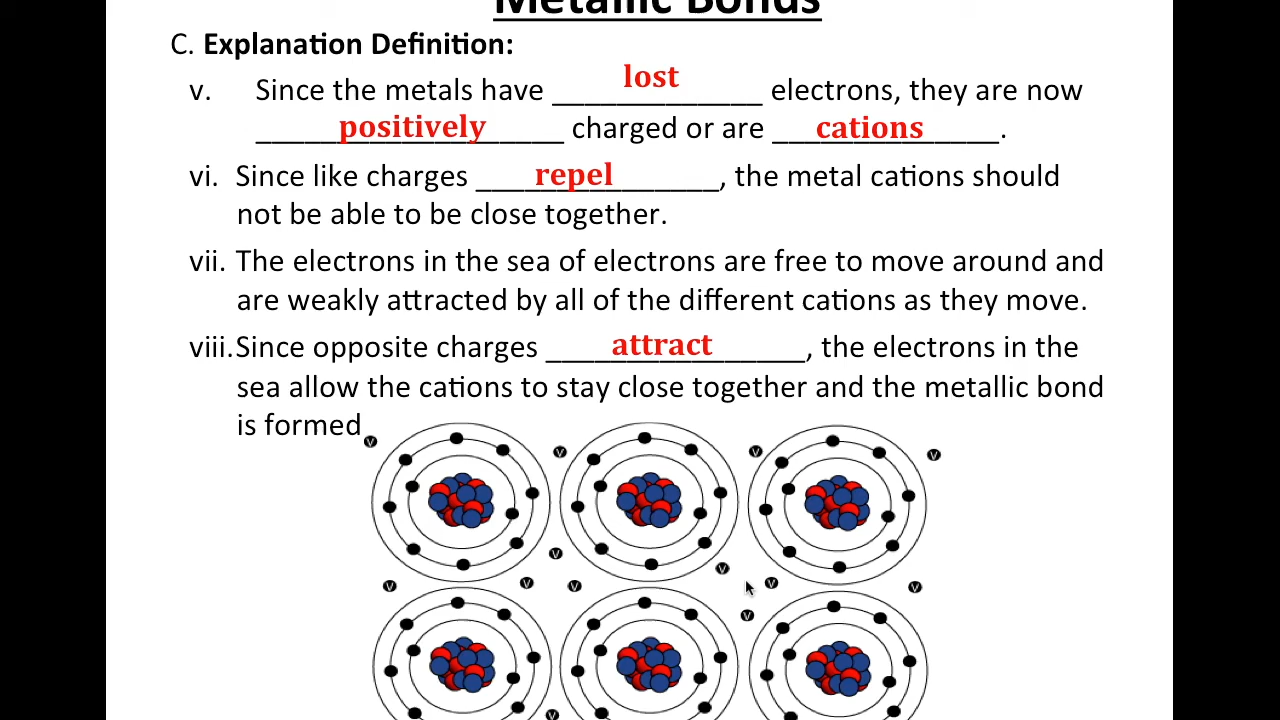 Metallic Bonds
C. Explanation Definition:
v. Since the metals have lost electrons, they are now
positively charged or are cations.
vi. Since like charges repel, the metal cations should
not be able to be close together.
vii. The electrons in the sea of electrons are free to move around and
are weakly attracted by all of the different cations as they move.
viii. Since opposite charges attract, the electrons in the
sea allow the cations to stay close together and the metallic bond
is formed
V V V V
V
V V V V V
V
V